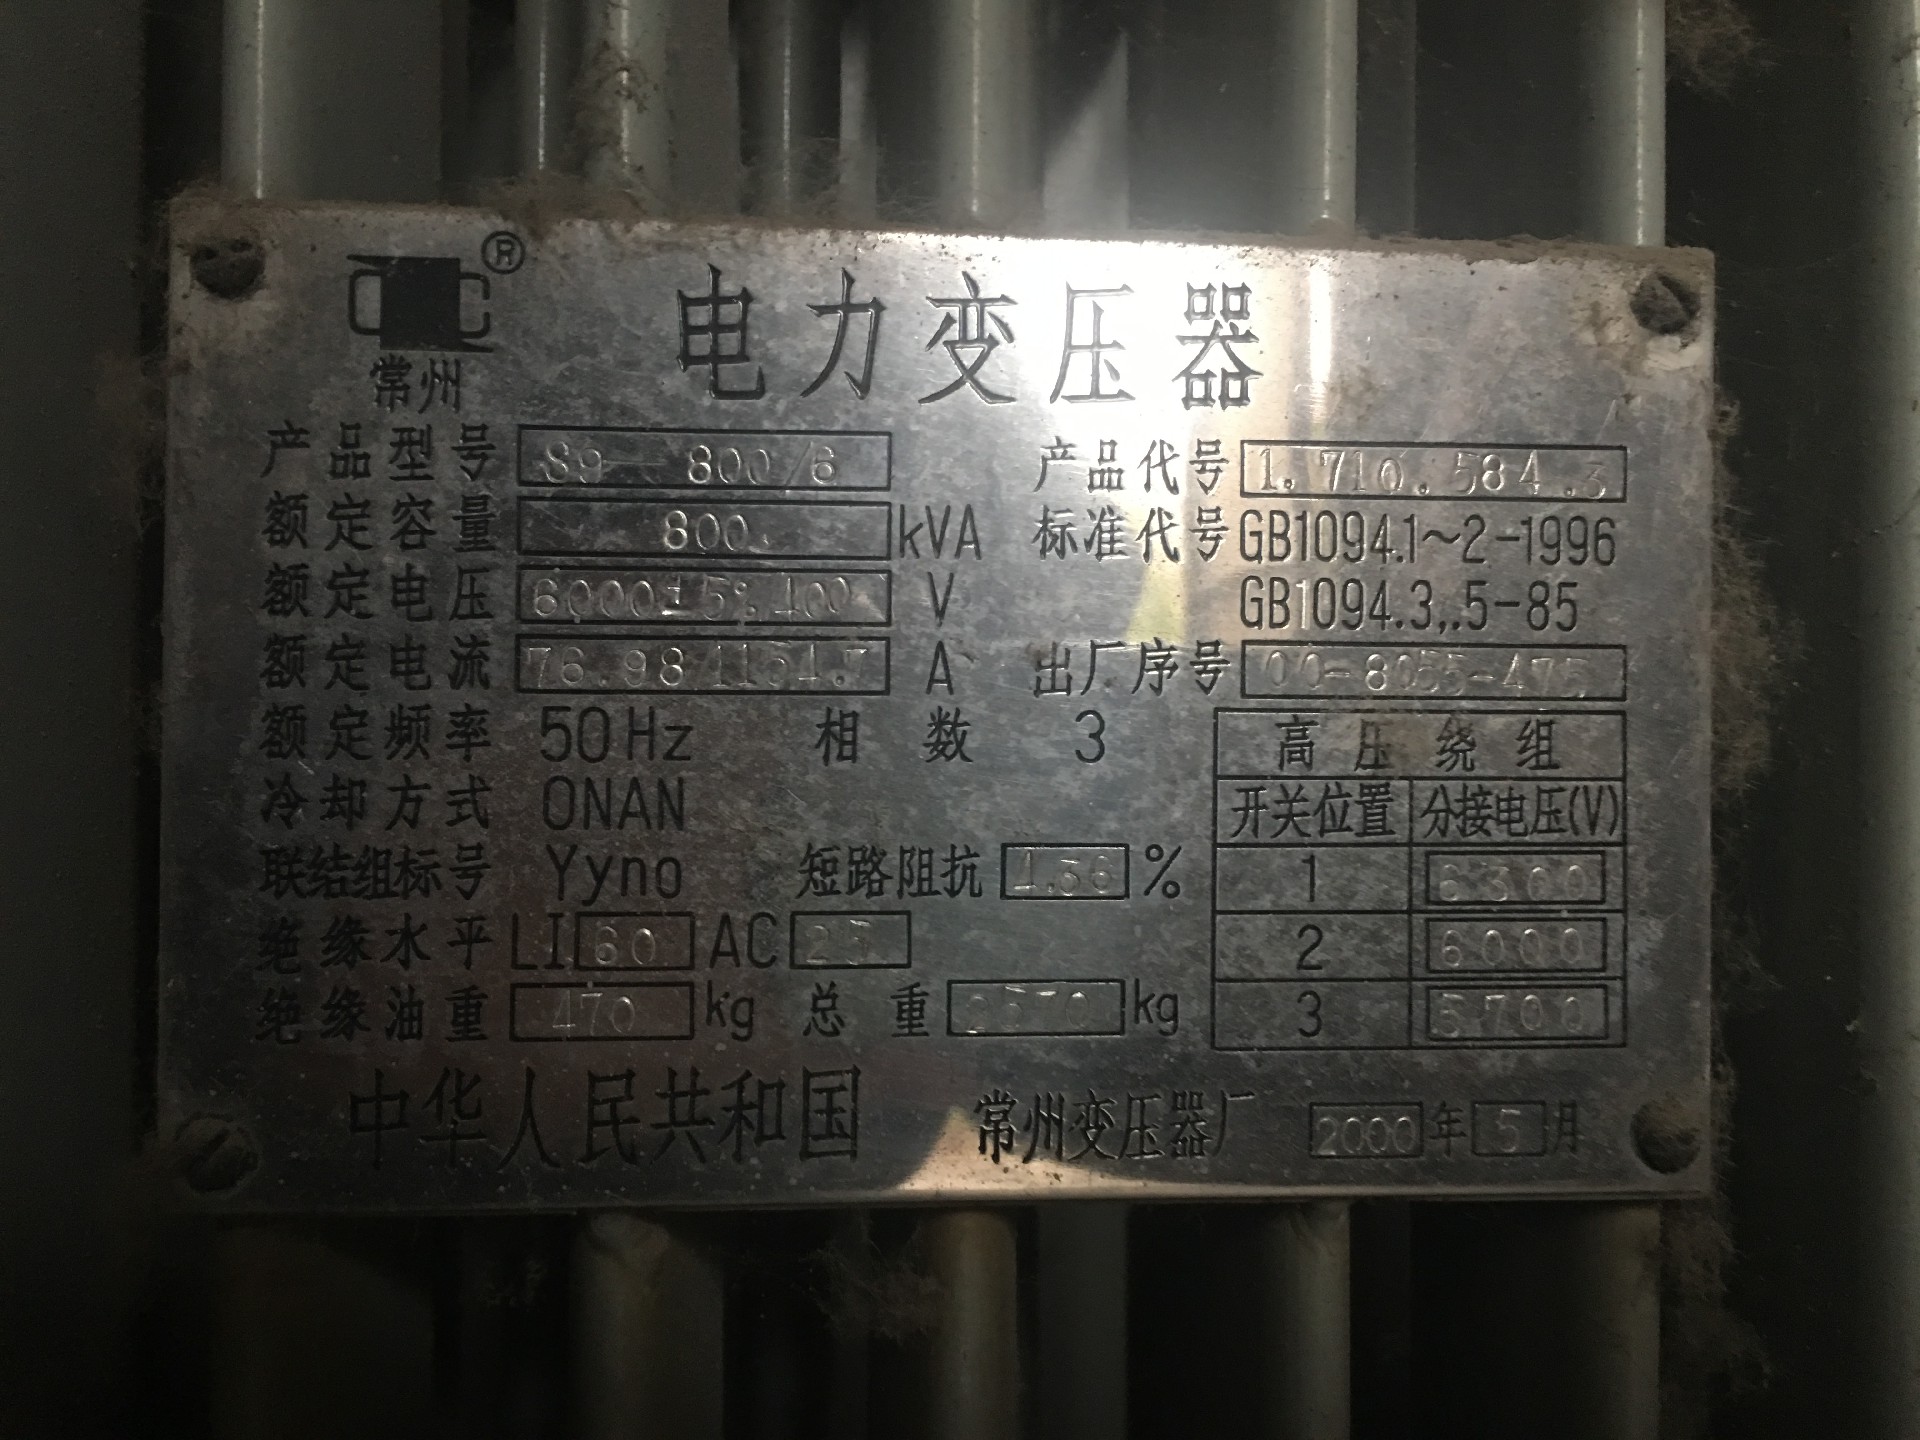 ®
常州
电力变压器
产品型号 S9-800/6 产品代号 1.710.584.3
额定容量 800 kVA 标准代号 GB1094.1~2-1996
额定电压 6000±5% 400 V GB1094.3,.5-85
额定电流 76.98/1154.7 A 出厂序号 00-8055-475
额定频率 50Hz 相数 3
冷却方式 ONAN
联结组标号 Yyno 短路阻抗 4.36 %
绝缘水平 LI 60 AC 25
绝缘油重 470 kg 总重 2570 kg
高压绕组
开关位置 分接电压(V)
1 6300
2 6000
3 5700
中华人民共和国 常州变压器厂 2000年5月